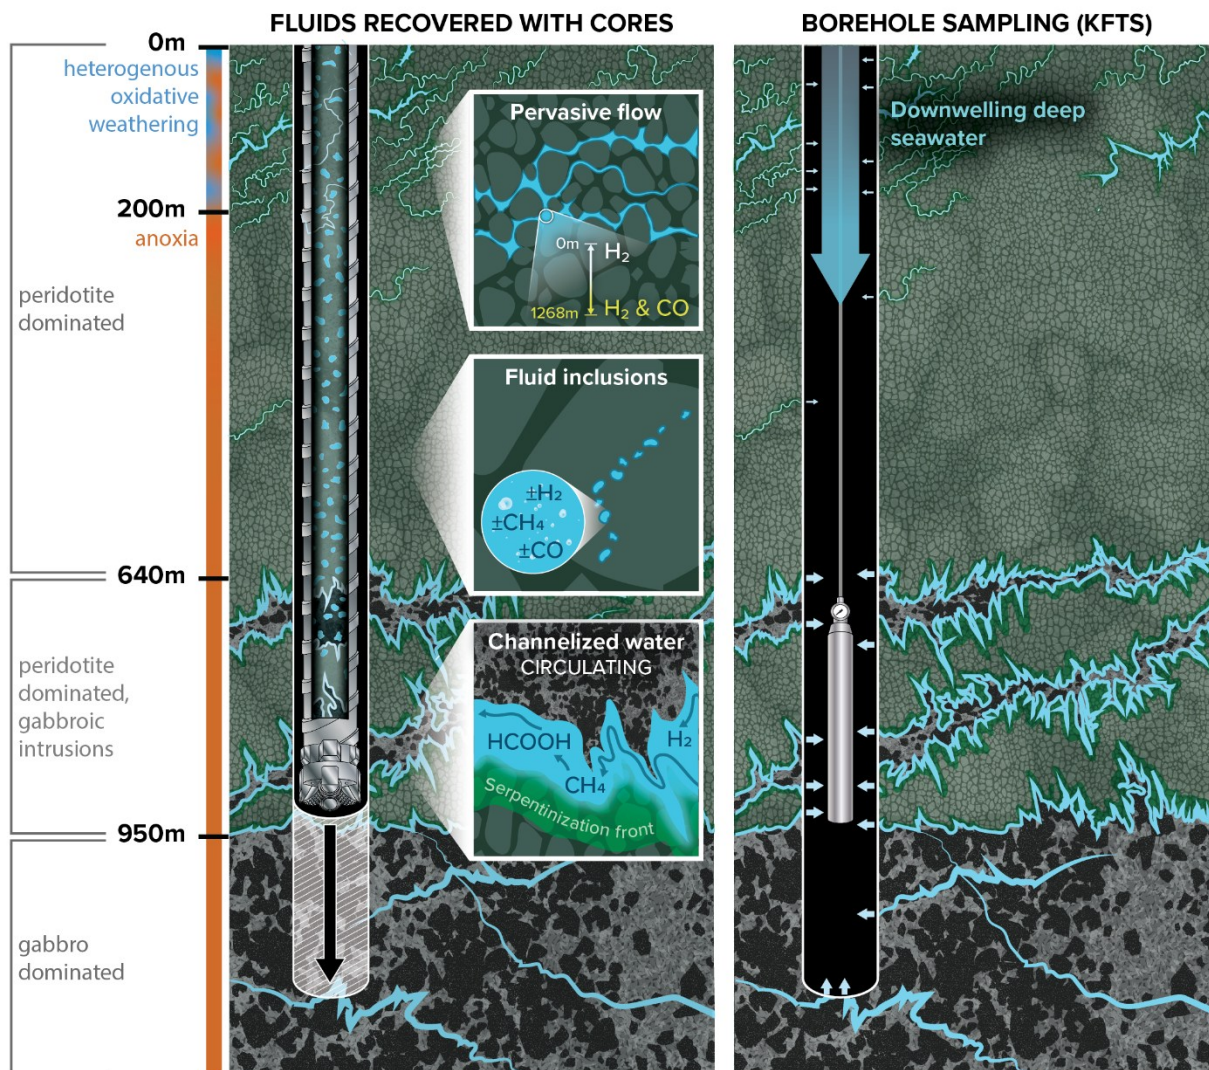 FLUIDS RECOVERED WITH CORES
BOREHOLE SAMPLING (KFTS)
0m
heterogenous
oxidative
weathering
200m
anoxia
peridotite
dominated
640m
peridotite
dominated,
gabbroic
intrusions
950m
gabbro
dominated
Pervasive flow
0m
H₂
1268m
H₂ & CO
Fluid inclusions
±H₂
±CH₄
±CO
Channelized water
CIRCULATING
HCOOH
H₂
CH₄
Serpentinization front
Downwelling deep
seawater